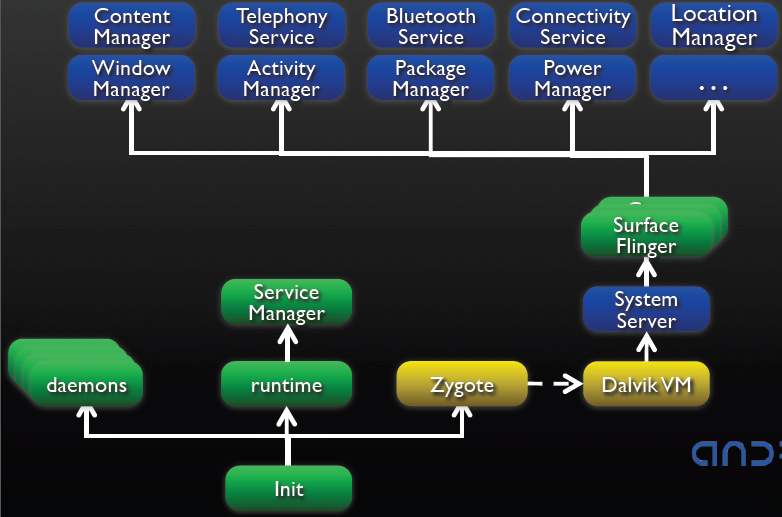 Content
Manager
Telephony
Service
Bluetooth
Service
Connectivity
Service
Location
Manager
Window
Manager
Activity
Manager
Package
Manager
Power
Manager
...
Surface
Flinger
Service
Manager
System
Server
daemons
runtime
Zygote
Dalvik VM
Init